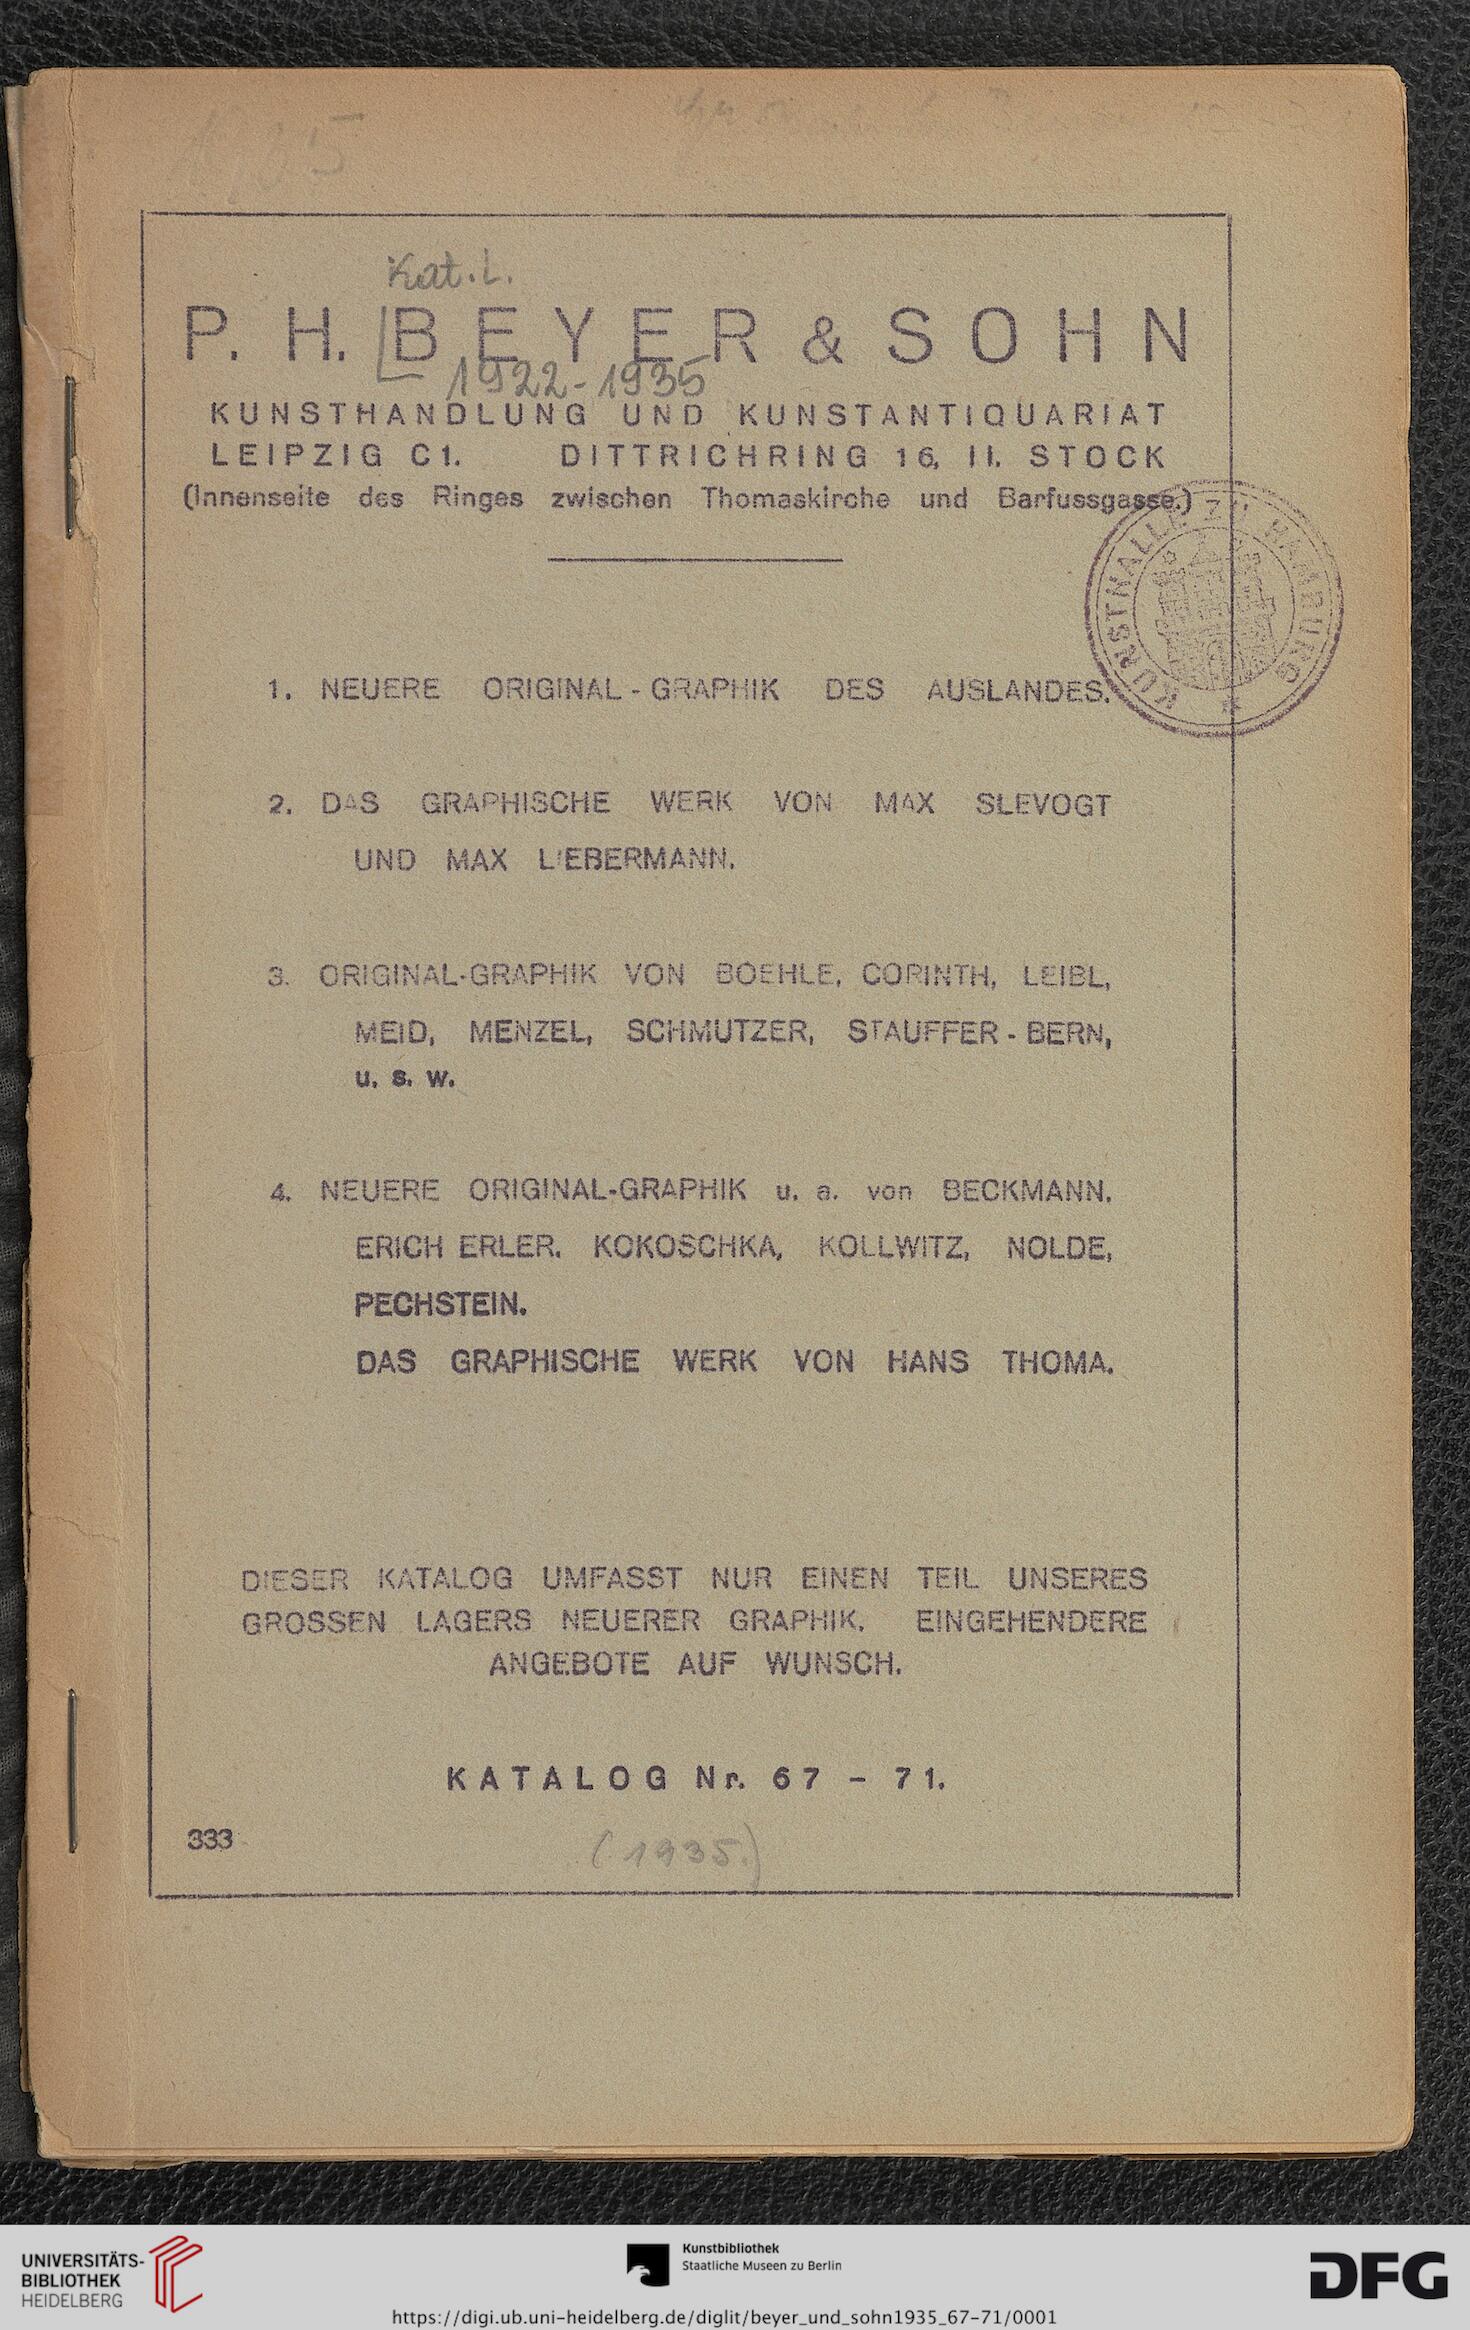 Kat. L.
P. H. BEYER & SOHN
1922-1935
KUNSTHANDLUNG UND KUNSTANTIQUARIAT
LEIPZIG C1. DITTRICHRING 16, II. STOCK
(Innenseite des Ringes zwischen Thomaskirche und Barfussgasse.)
KUNSTHALLE ZU HAMBURG
1. NEUERE ORIGINAL - GRAPHIK DES AUSLANDES.
2. DAS GRAPHISCHE WERK VON MAX SLEVOGT
UND MAX LIEBERMANN.
3. ORIGINAL-GRAPHIK VON BOEHLE, CORINTH, LEIBL,
MEID, MENZEL, SCHMUTZER, STAUFFER - BERN,
u. s. w.
4. NEUERE ORIGINAL-GRAPHIK u. a. von BECKMANN.
ERICH ERLER. KOKOSCHKA, KOLLWITZ, NOLDE,
PECHSTEIN.
DAS GRAPHISCHE WERK VON HANS THOMA.
DIESER KATALOG UMFASST NUR EINEN TEIL UNSERES
GROSSEN LAGERS NEUERER GRAPHIK. EINGEHENDERE
ANGEBOTE AUF WUNSCH.
KATALOG Nr. 67 - 71.
333
(1935.)
UNIVERSITÄTS-
BIBLIOTHEK
HEIDELBERG
Kunstbibliothek
Staatliche Museen zu Berlin
DFG
https://digi.ub.uni-heidelberg.de/diglit/beyer_und_sohn1935_67-71/0001